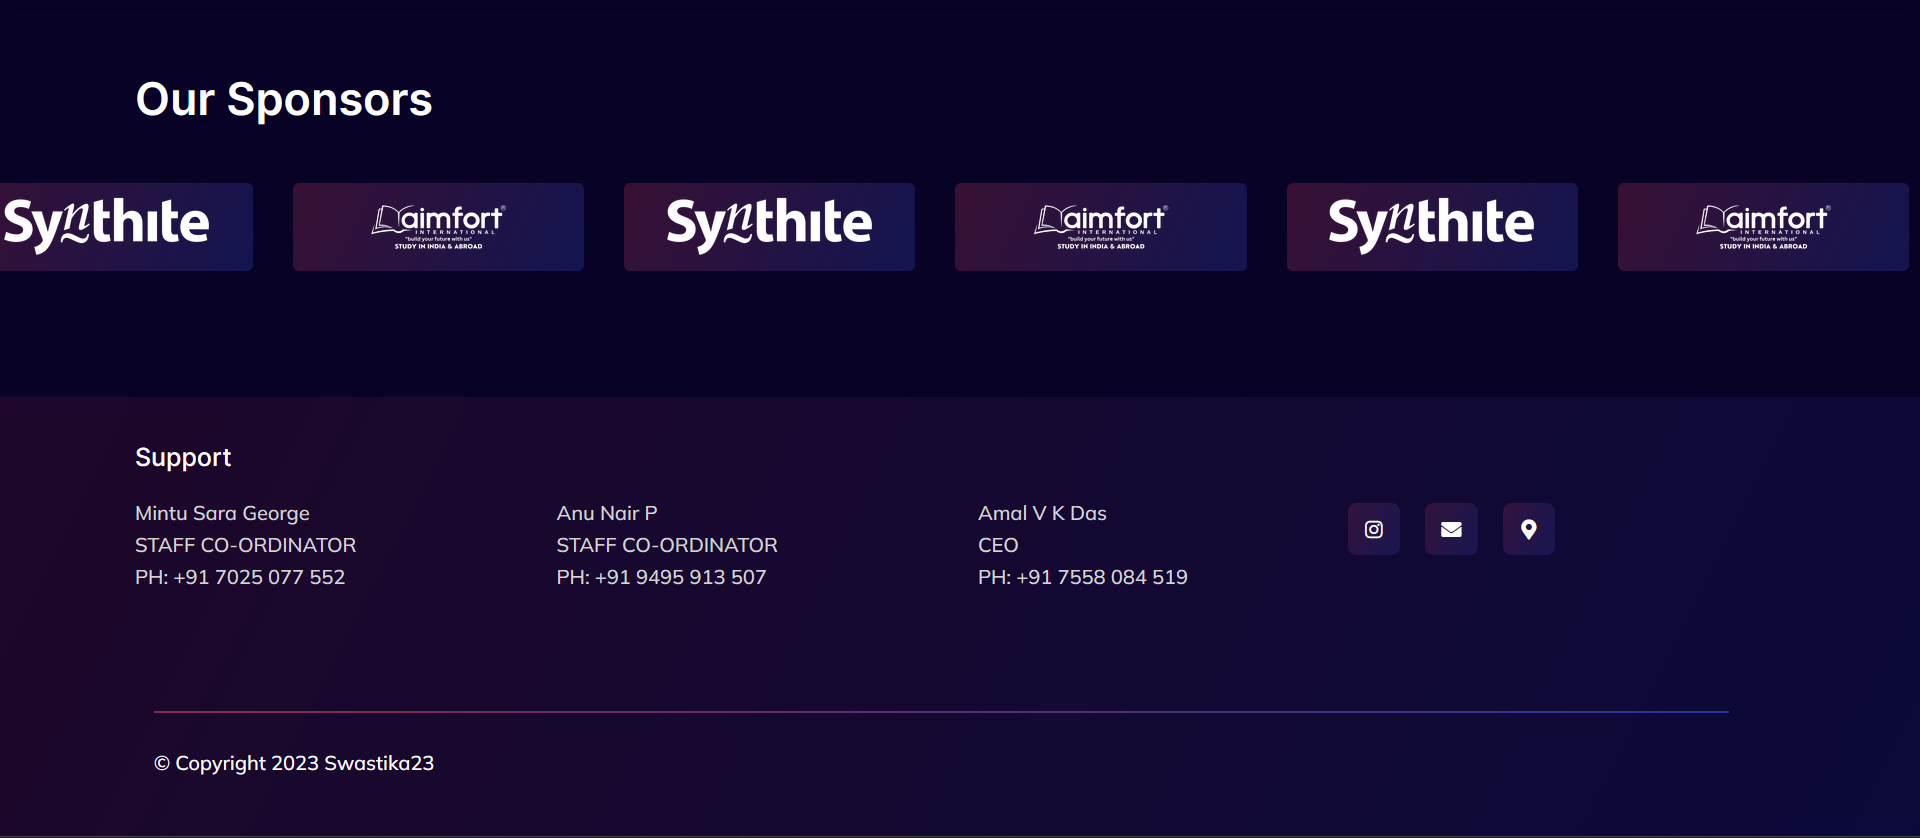 Our Sponsors
Synthite
aimfort®
INTERNATIONAL
"build your future with us"
STUDY IN INDIA & ABROAD
Synthite
aimfort®
INTERNATIONAL
"build your future with us"
STUDY IN INDIA & ABROAD
Synthite
aimfort®
INTERNATIONAL
"build your future with us"
STUDY IN INDIA & ABROAD
Support
Mintu Sara George
STAFF CO-ORDINATOR
PH: +91 7025 077 552
Anu Nair P
STAFF CO-ORDINATOR
PH: +91 9495 913 507
Amal V K Das
CEO
PH: +91 7558 084 519
© Copyright 2023 Swastika23